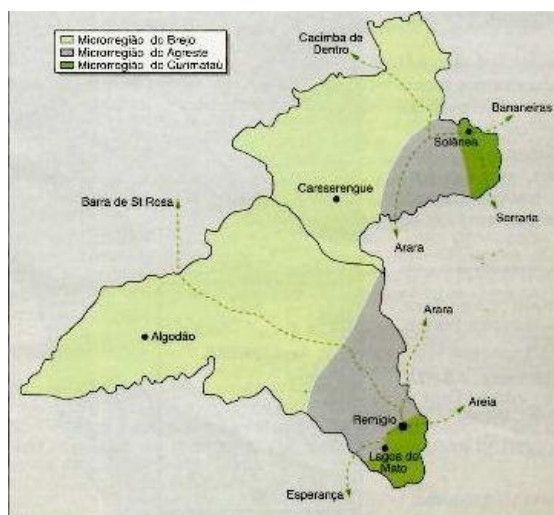 Microrregião do Brejo
Microrregião do Agreste
Microrregião do Curimataú
Cacimba de
Dentro
Bananeiras
Solânea
Casserengue
Barra de St Rosa
Serraria
Arara
Arara
Algodão
Areia
Remígio
Lagoa do
Mato
Esperança